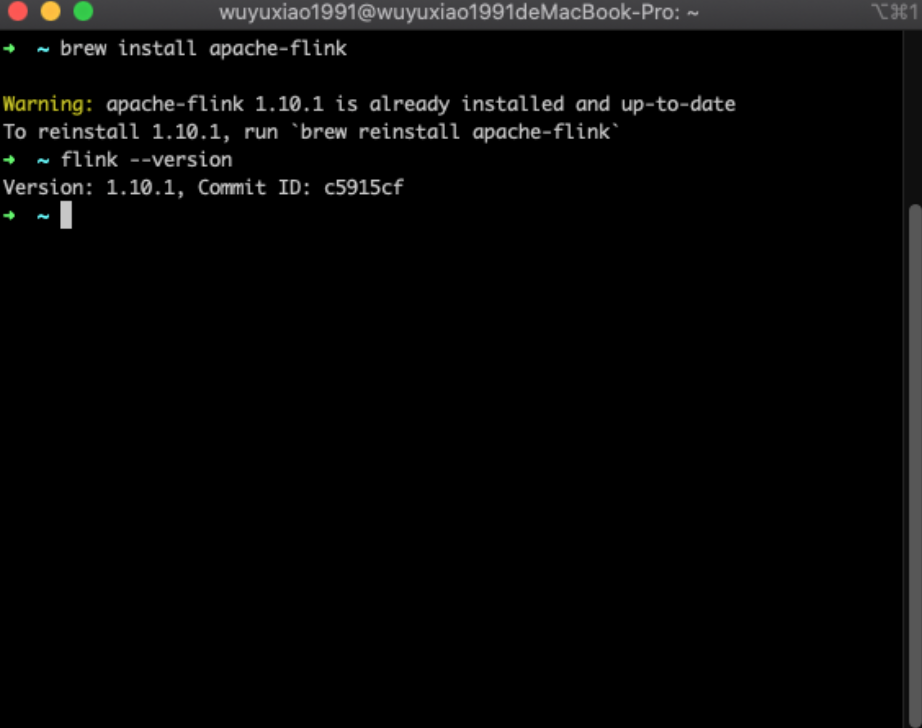 wuyuxiao1991@wuyuxiao1991deMacBook-Pro: ~
⌥⌘1
➜ ~ brew install apache-flink
Warning: apache-flink 1.10.1 is already installed and up-to-date
To reinstall 1.10.1, run `brew reinstall apache-flink`
➜ ~ flink --version
Version: 1.10.1, Commit ID: c5915cf
➜ ~